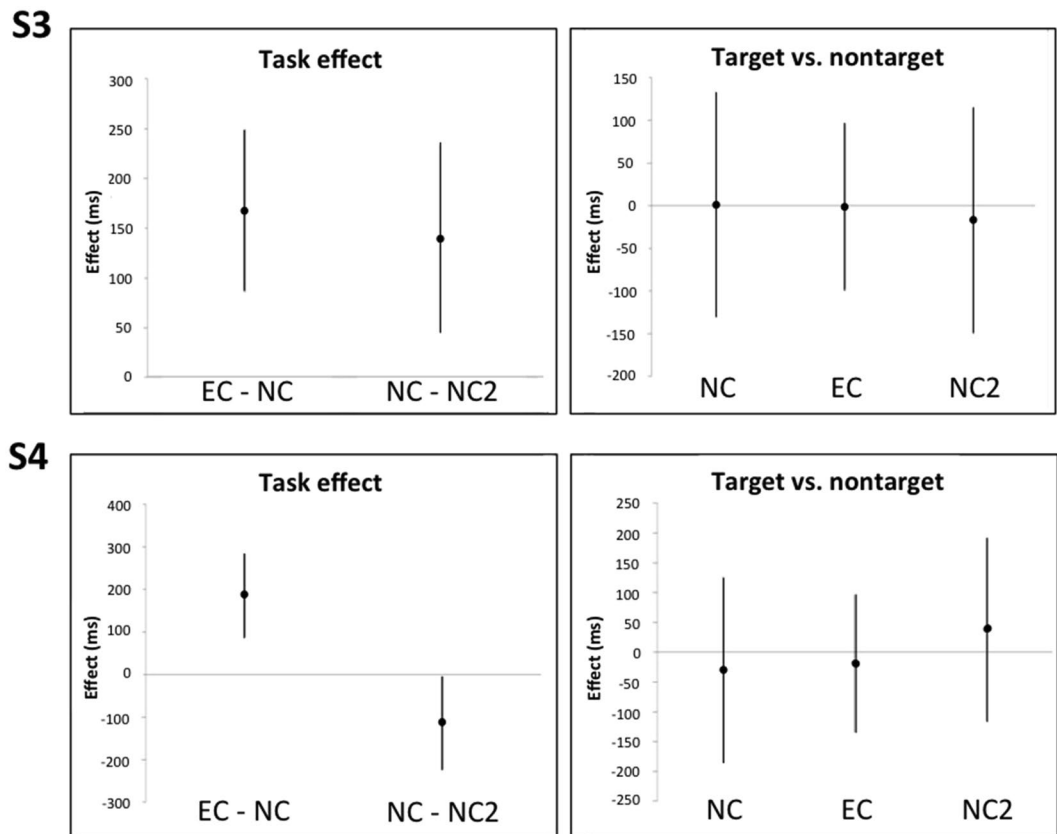 S3
Task effect
300
250
200
150
100
50
0
Effect (ms)
EC - NC
NC - NC2
Target vs. nontarget
150
100
50
0
-50
-100
-150
-200
Effect (ms)
NC
EC
NC2
S4
Task effect
400
300
200
100
0
-100
-200
-300
Effect (ms)
EC - NC
NC - NC2
Target vs. nontarget
250
200
150
100
50
0
-50
-100
-150
-200
-250
Effect (ms)
NC
EC
NC2